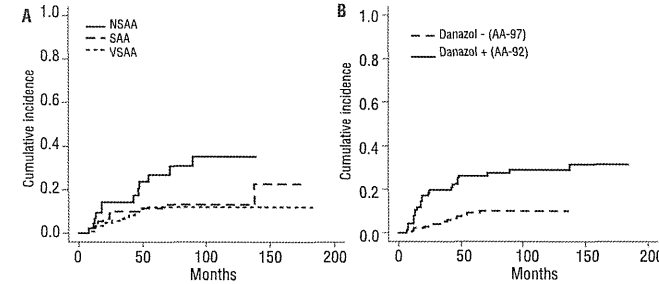 A
NSAA
SAA
VSAA
Cumulative incidence
1.0
0.8
0.6
0.4
0.2
0.0
0 50 100 150 200
Months
B
Danazol - (AA-97)
Danazol + (AA-92)
Cumulative incidence
1.0
0.8
0.6
0.4
0.2
0.0
0 50 100 150 200
Months